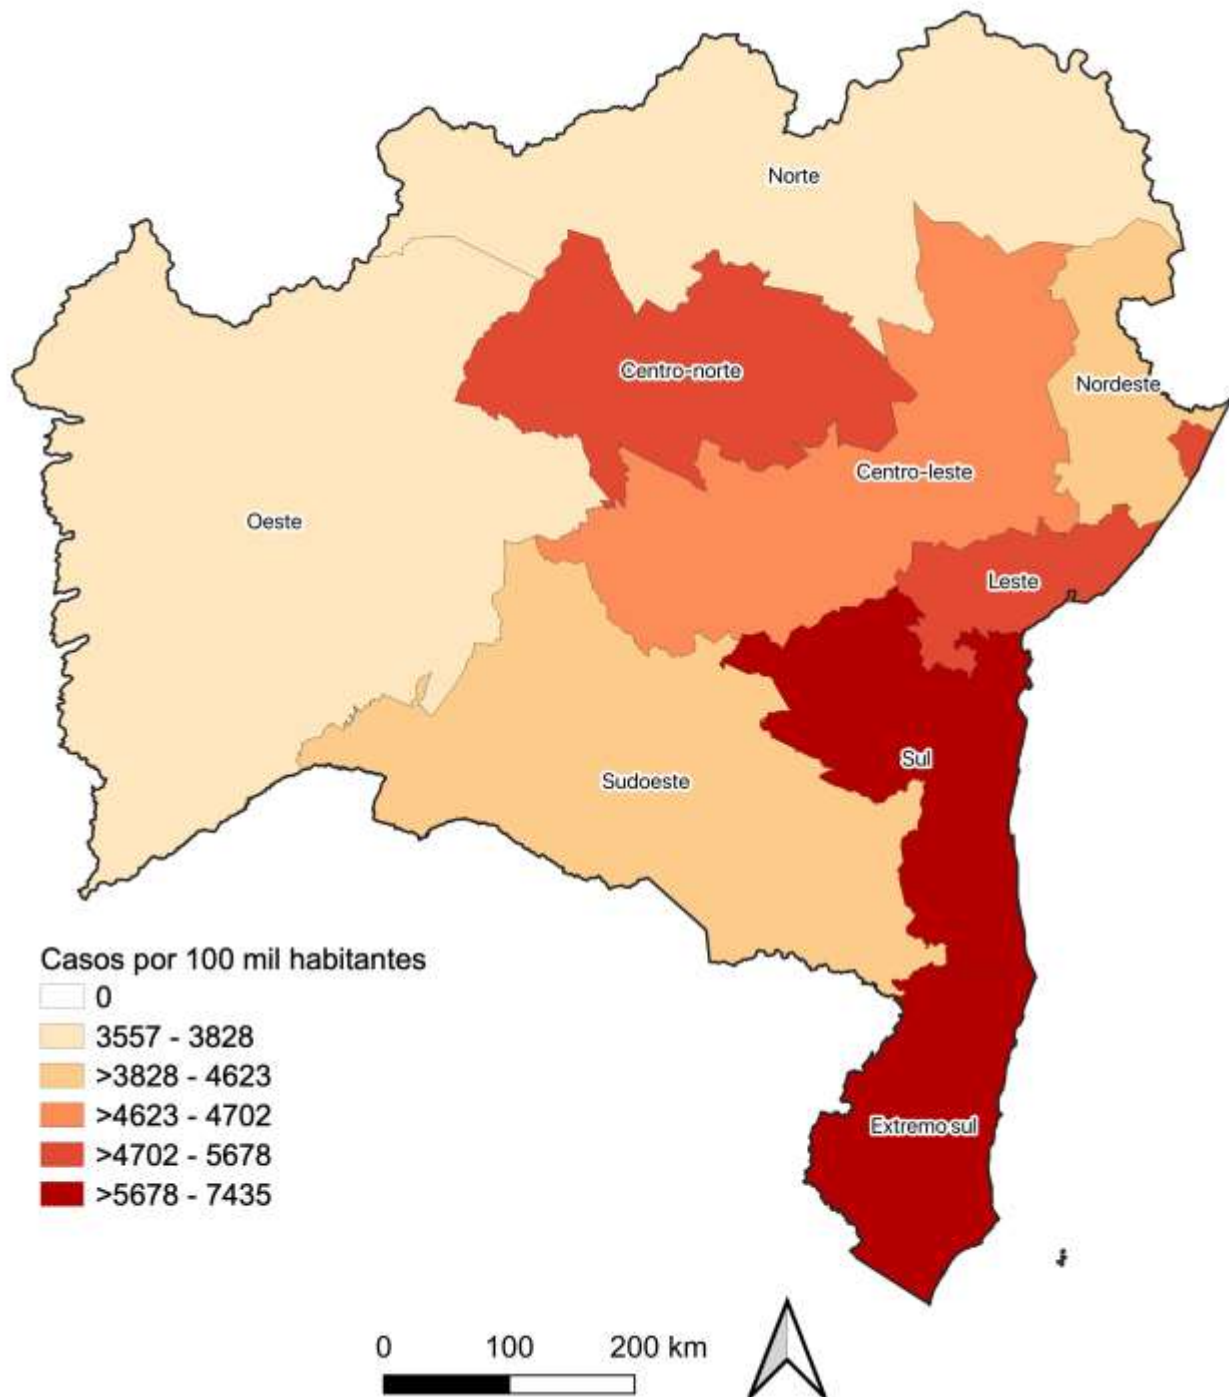 Norte
Centro-norte
Nordeste
Centro-leste
Oeste
Leste
Sul
Sudoeste
Casos por 100 mil habitantes
0
3557 - 3828
>3828 - 4623
>4623 - 4702
>4702 - 5678
>5678 - 7435
Extremo sul
0 100 200 km